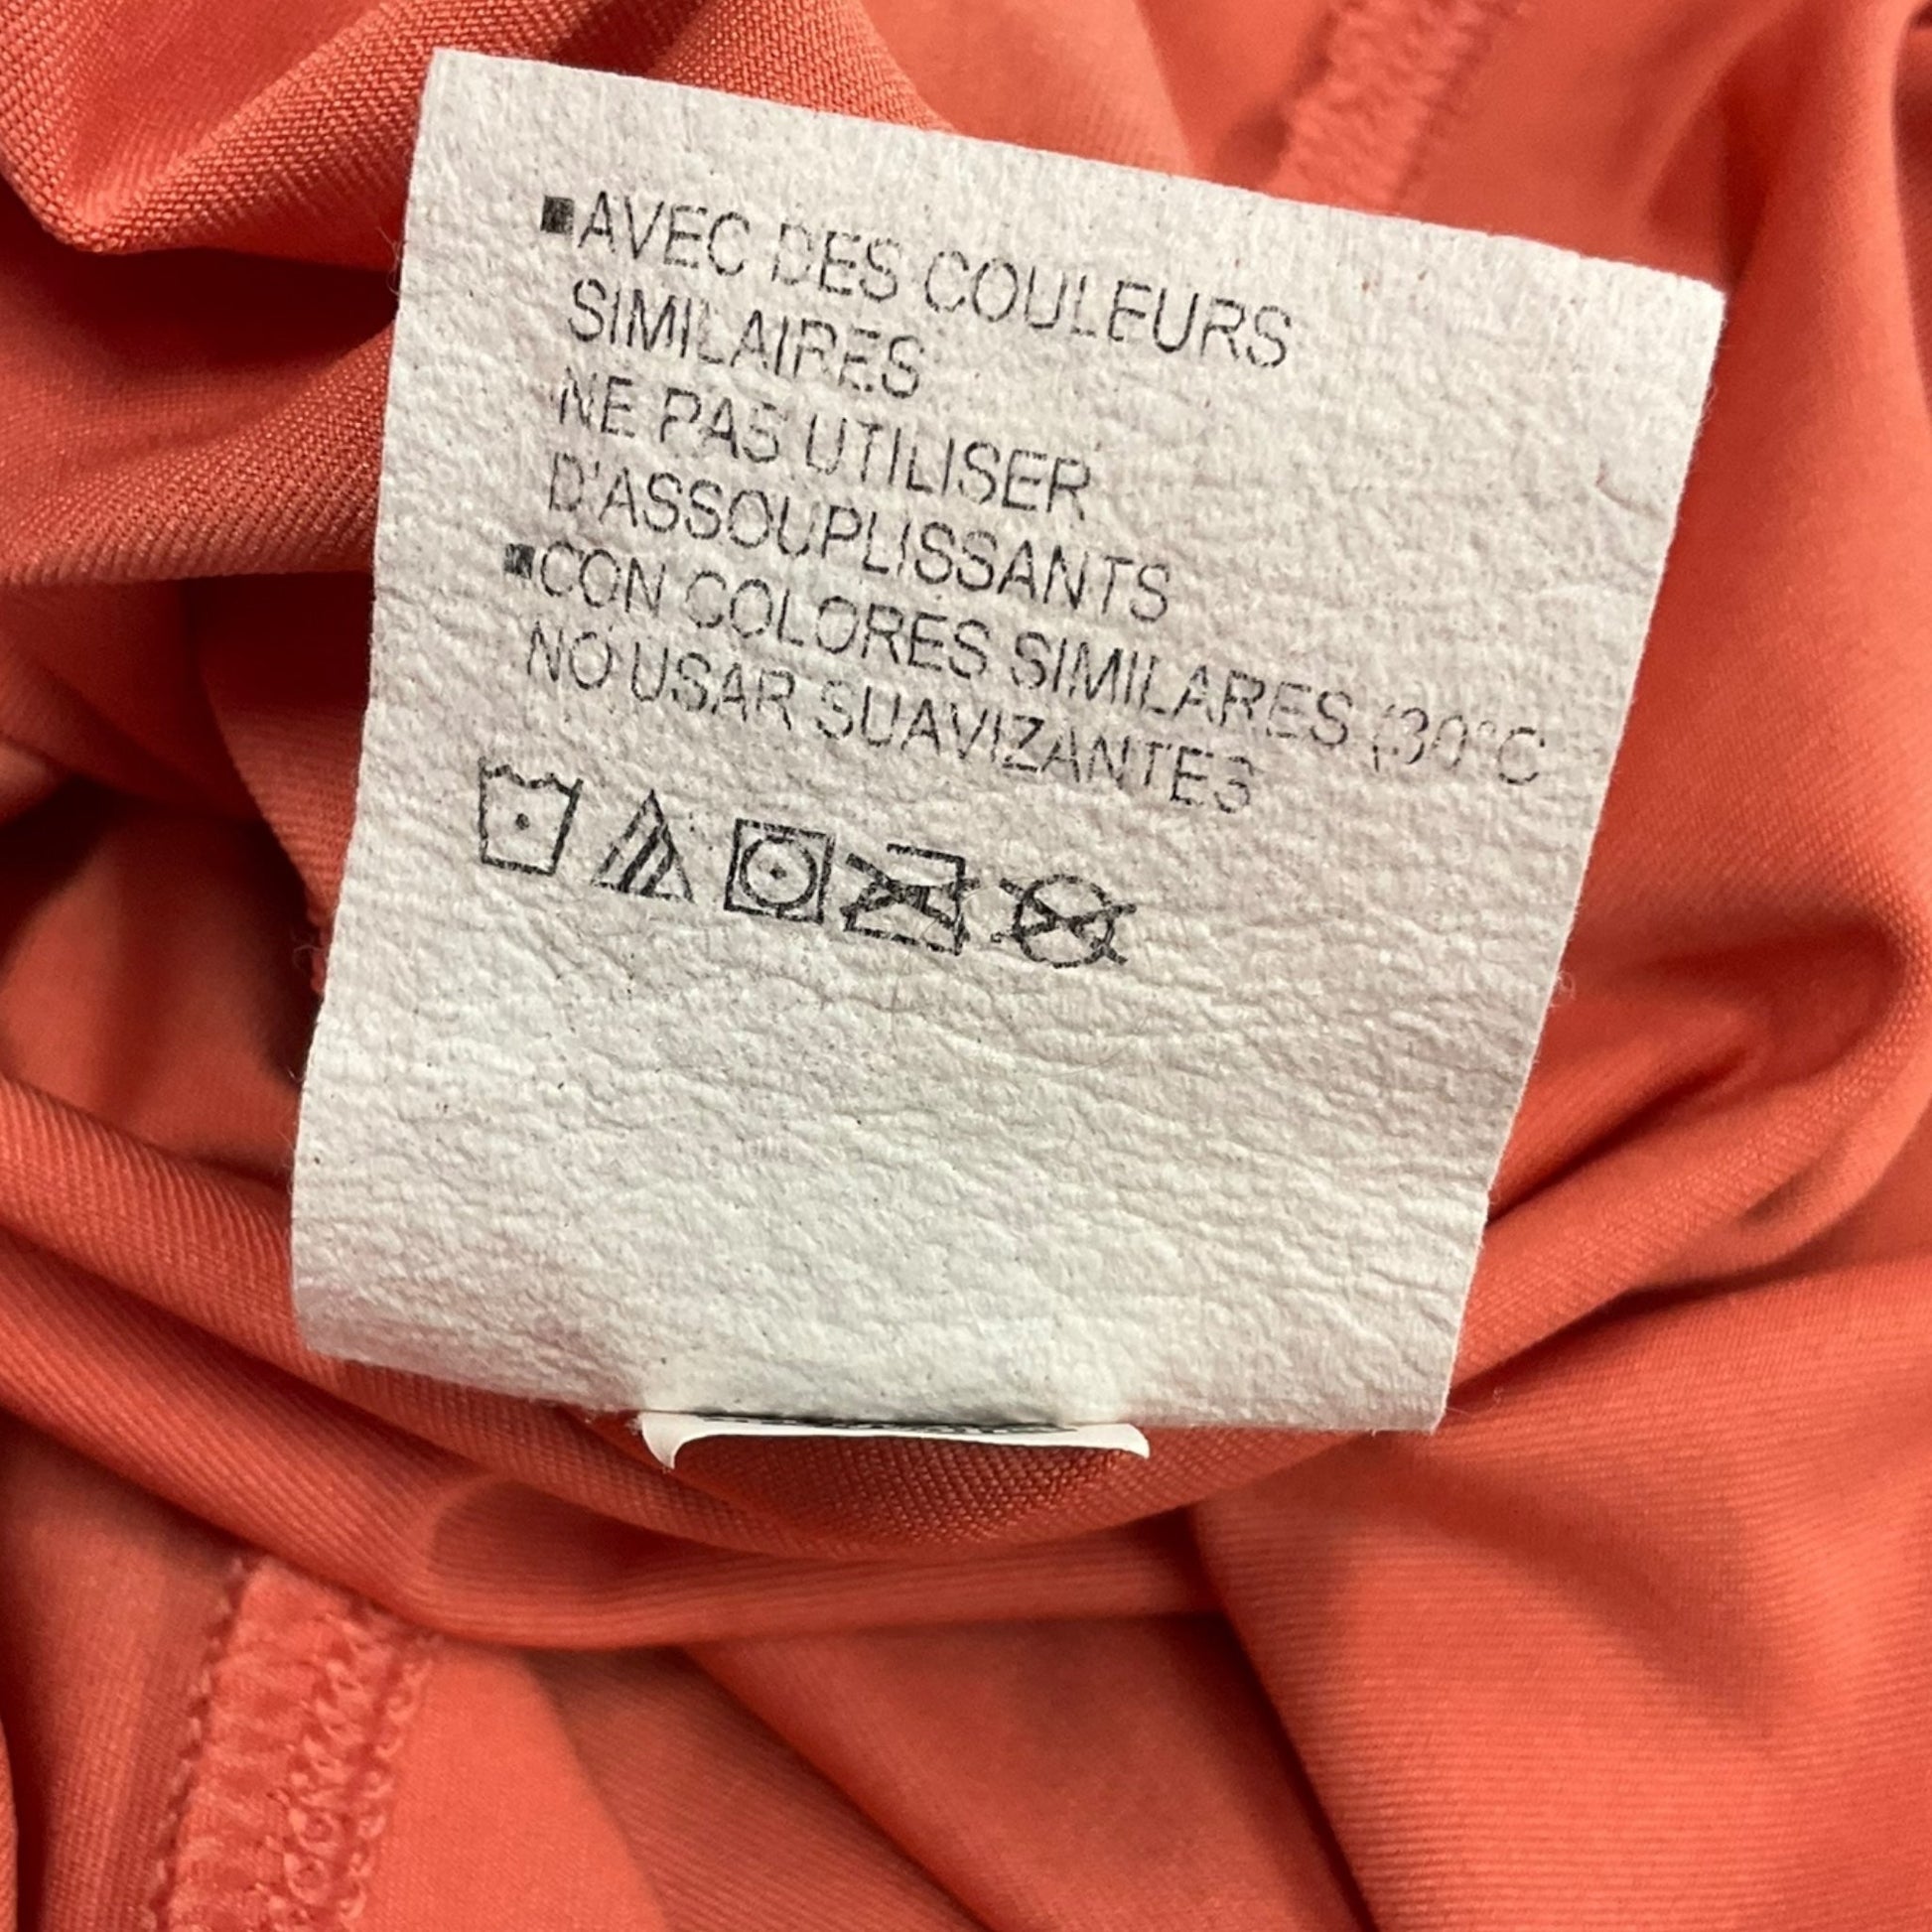 ■AVEC DES COULEURS
SIMILAIRES
NE PAS UTILISER
D'ASSOUPLISSANTS
■CON COLORES SIMILARES (30°C
NO USAR SUAVIZANTES